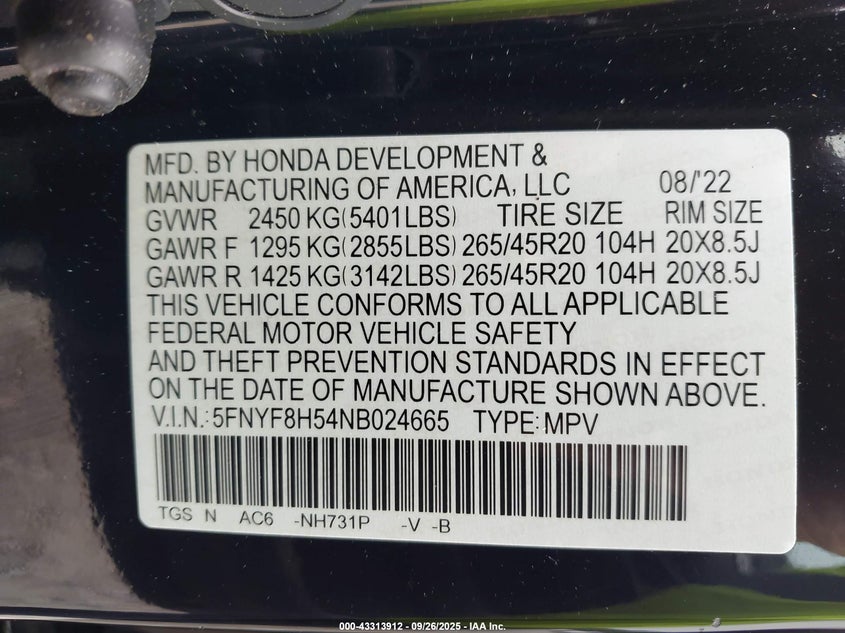 MFD. BY HONDA DEVELOPMENT &
MANUFACTURING OF AMERICA, LLC 08/'22
GVWR 2450 KG(5401LBS) TIRE SIZE RIM SIZE
GAWR F 1295 KG(2855LBS) 265/45R20 104H 20X8.5J
GAWR R 1425 KG(3142LBS) 265/45R20 104H 20X8.5J
THIS VEHICLE CONFORMS TO ALL APPLICABLE
FEDERAL MOTOR VEHICLE SAFETY
AND THEFT PREVENTION STANDARDS IN EFFECT
ON THE DATE OF MANUFACTURE SHOWN ABOVE.
V.I.N.: 5FNYF8H54NB024665 TYPE: MPV
TGS N AC6 -NH731P -V -B
000-43313912 - 09/26/2025 - IAA Inc.